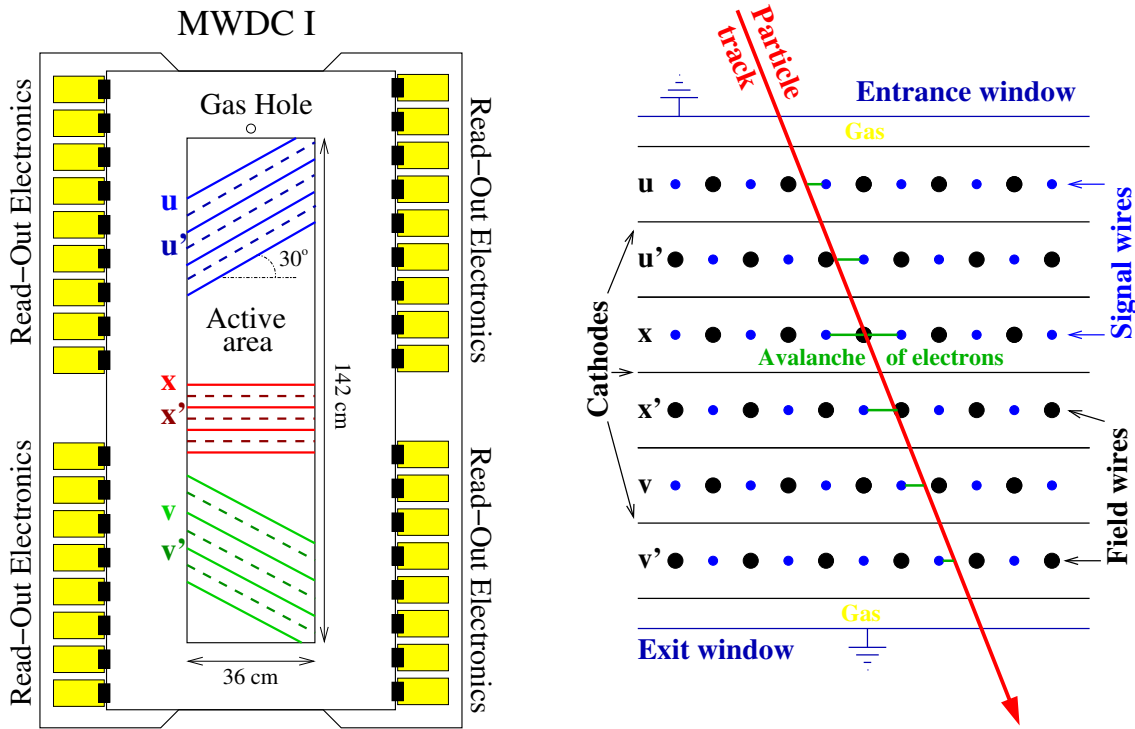 MWDC I
Gas Hole
Read−Out Electronics
Read−Out Electronics
u
u'
30°
Active
area
x
x'
142 cm
v
v'
Read−Out Electronics
Read−Out Electronics
36 cm
Particle
track
Entrance window
Gas
u
u'
x
Avalanche of electrons
x'
v
v'
Cathodes
Signal wires
Field wires
Gas
Exit window